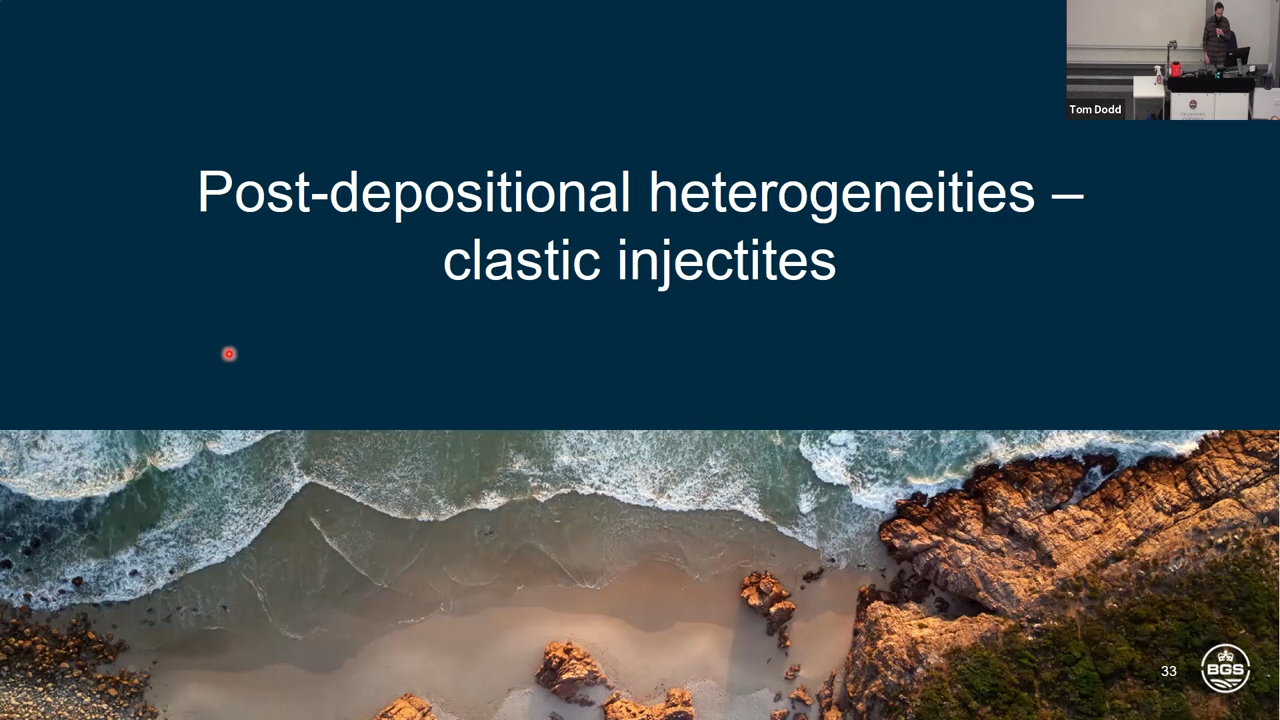 Tom Dodd
Post-depositional heterogeneities –
clastic injectites
33
BGS